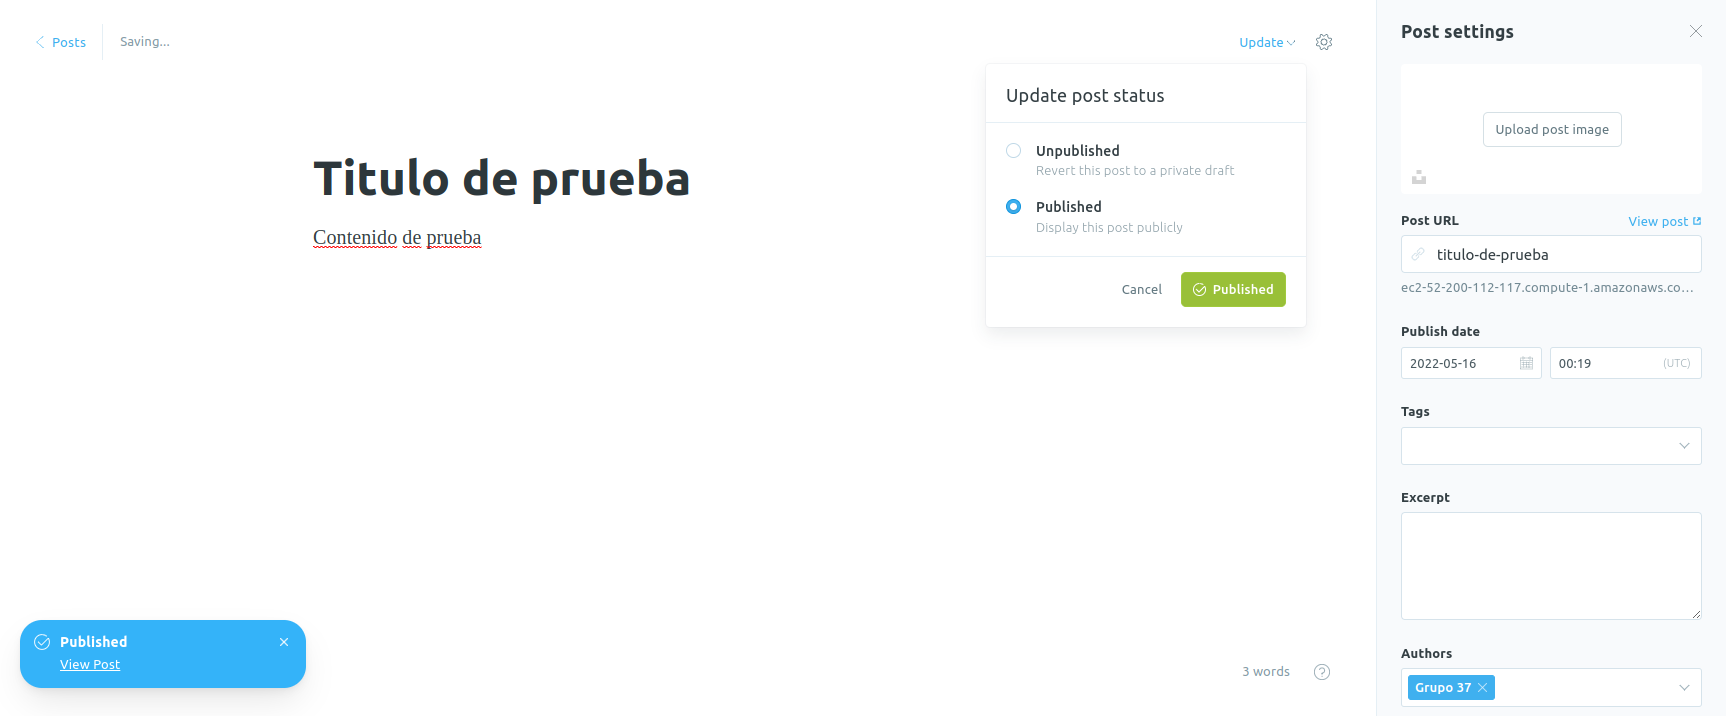 Posts
Saving...
Update
Update post status
Unpublished
Revert this post to a private draft
Published
Display this post publicly
Cancel
Published
Titulo de prueba
Contenido de prueba
Published
View Post
3 words
Post settings
Upload post image
Post URL
View post
titulo-de-prueba
ec2-52-200-112-117.compute-1.amazonaws.co...
Publish date
2022-05-16
00:19
(UTC)
Tags
Excerpt
Authors
Grupo 37